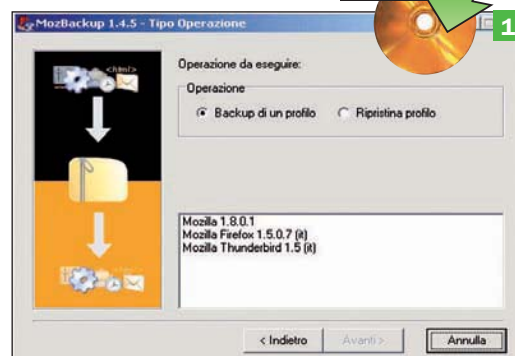 MozBackup 1.4.5 - Tipo Operazione
1
<html>
Operazione da eseguire:
Operazione
Backup di un profilo
Ripristina profilo
Mozilla 1.8.0.1
Mozilla Firefox 1.5.0.7 (it)
Mozilla Thunderbird 1.5 (it)
< Indietro
Avanti >
Annulla